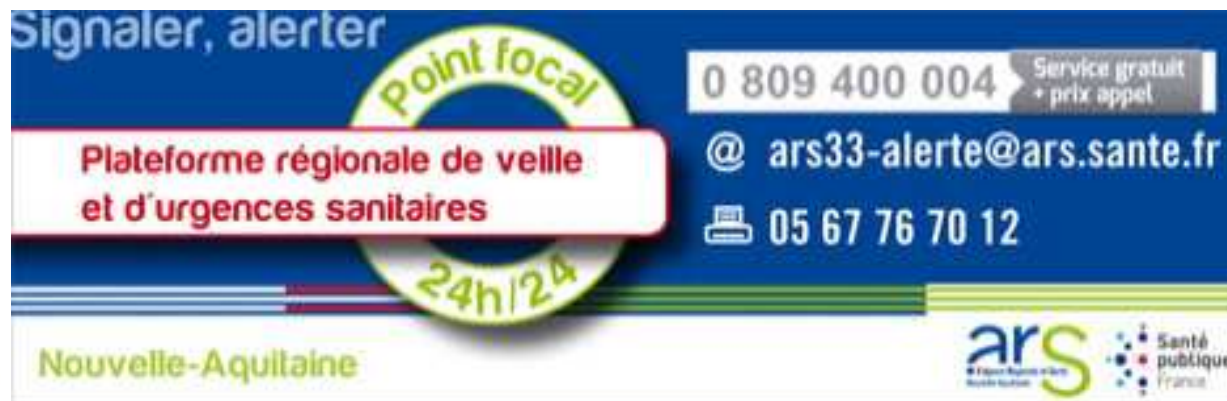 Signaler, alerter
Point focal
24h/24
Plateforme régionale de veille
et d'urgences sanitaires
0 809 400 004
Service gratuit
+ prix appel
@ ars33-alerte@ars.sante.fr
05 67 76 70 12
Nouvelle-Aquitaine
ars
Santé
publique
France